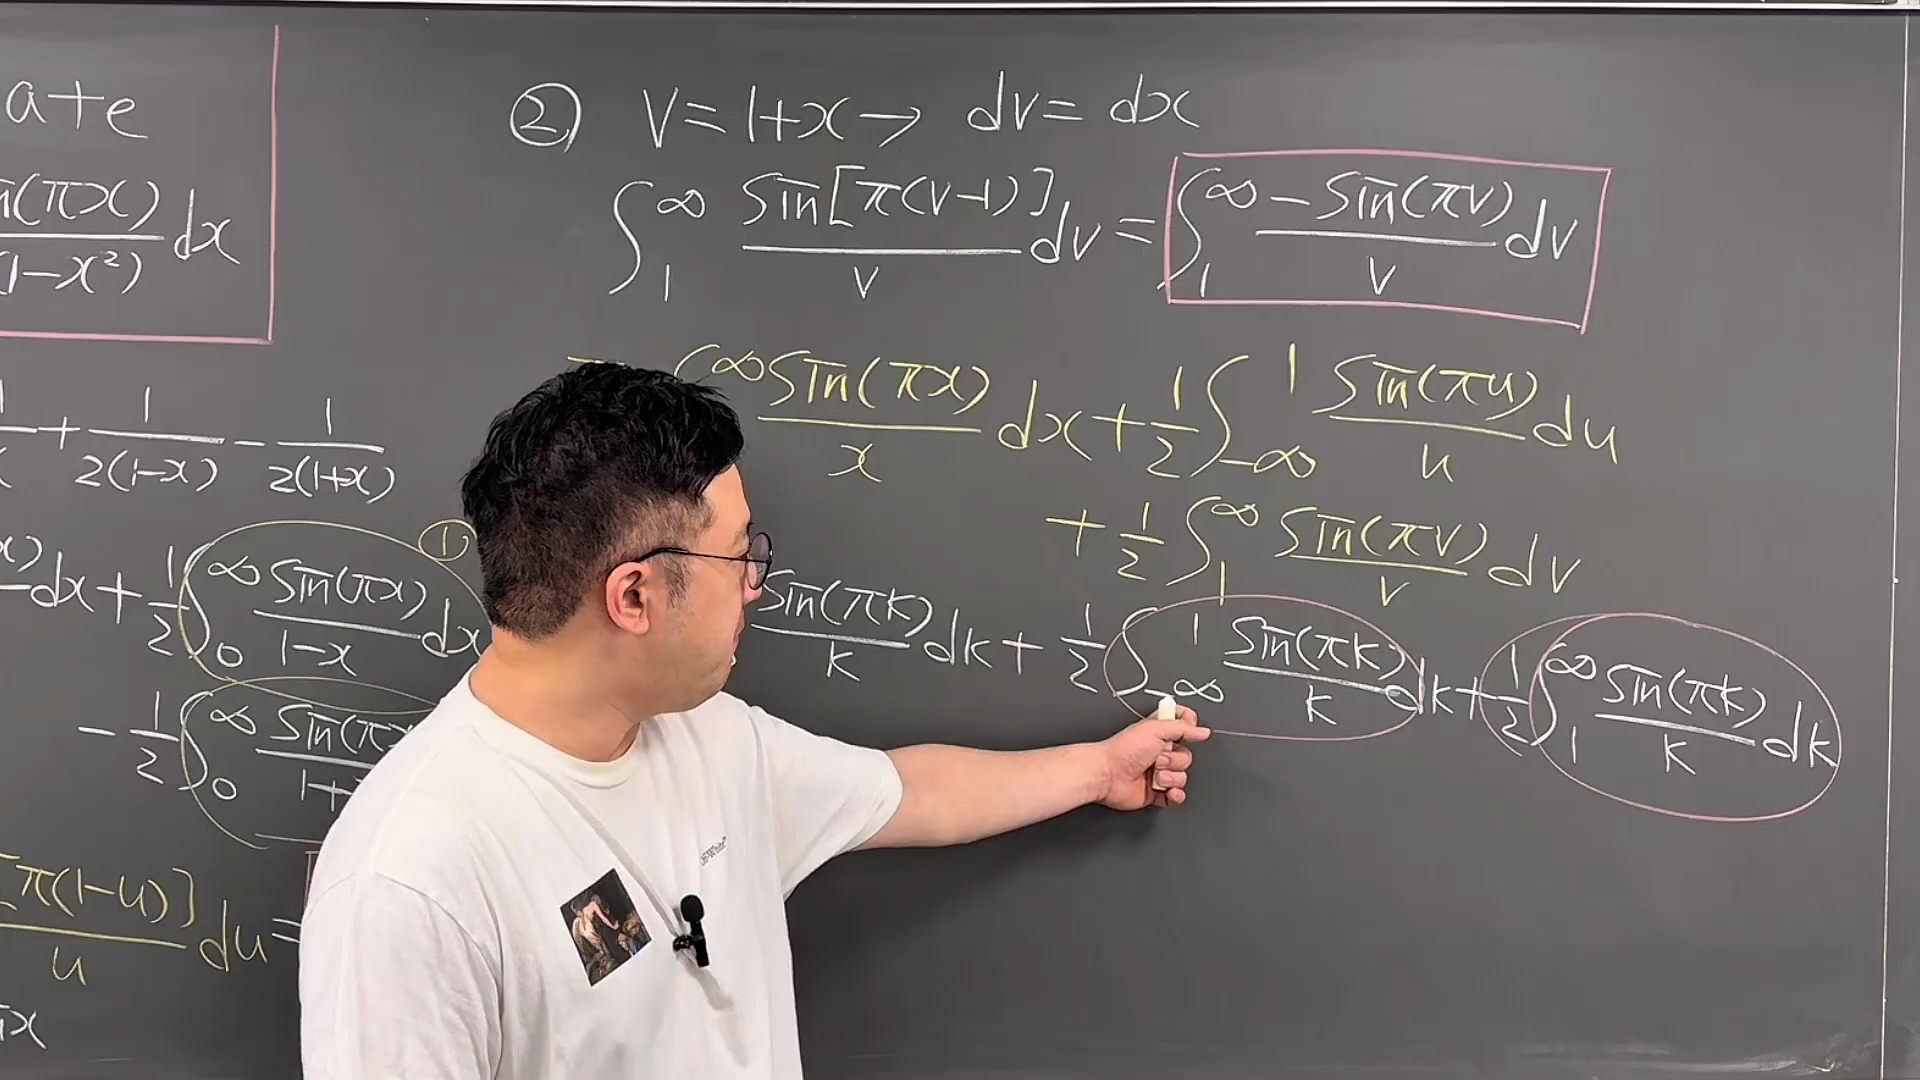 ate
n(πx) / (1-x²) dx
+ 1/2(1-x) - 1/2(1+x)
x) dx + 1/2 ∫₀^∞ sin(πx)/1-x dx ①
- 1/2 ∫₀^∞ sin(πx / 1+
[π(1-u)] / u du =
x
② V = 1+x → dv = dx
∫₁^∞ sin[π(v-1)]/v dv = ∫₁^∞ -sin(πv)/v dv
∫^∞ sin(πx)/x dx + 1/2 ∫_{-∞}^1 sin(πu)/u du
+ 1/2 ∫₁^∞ sin(πv)/v dv
sin(πk)/k dk + 1/2 ∫_{-∞}^1 sin(πk)/k dk + 1/2 ∫₁^∞ sin(πk)/k dk